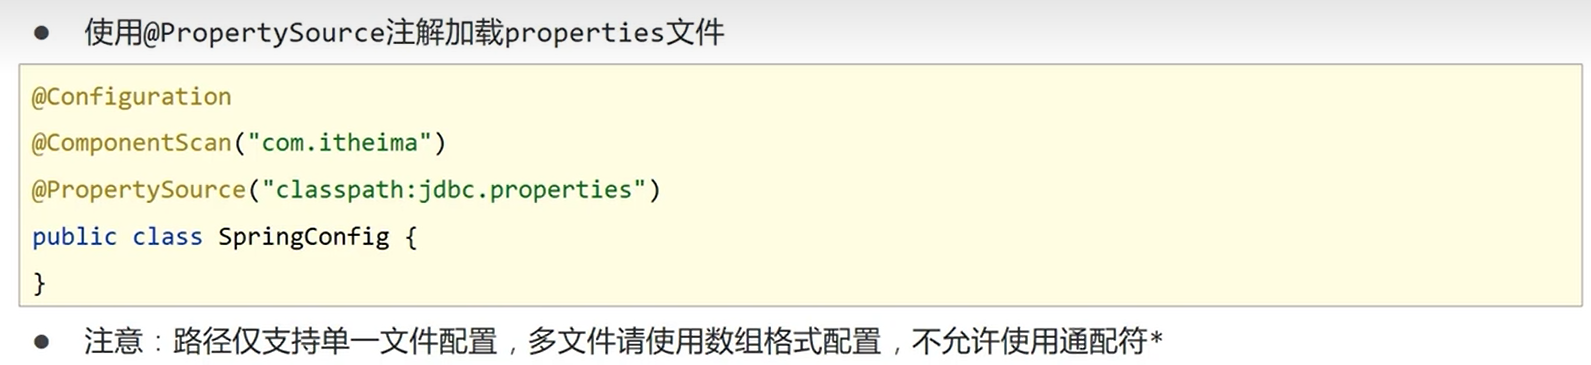 ● 使用@PropertySource注解加载properties文件
@Configuration
@ComponentScan("com.itheima")
@PropertySource("classpath:jdbc.properties")
public class SpringConfig {
}
● 注意：路径仅支持单一文件配置，多文件请使用数组格式配置，不允许使用通配符*